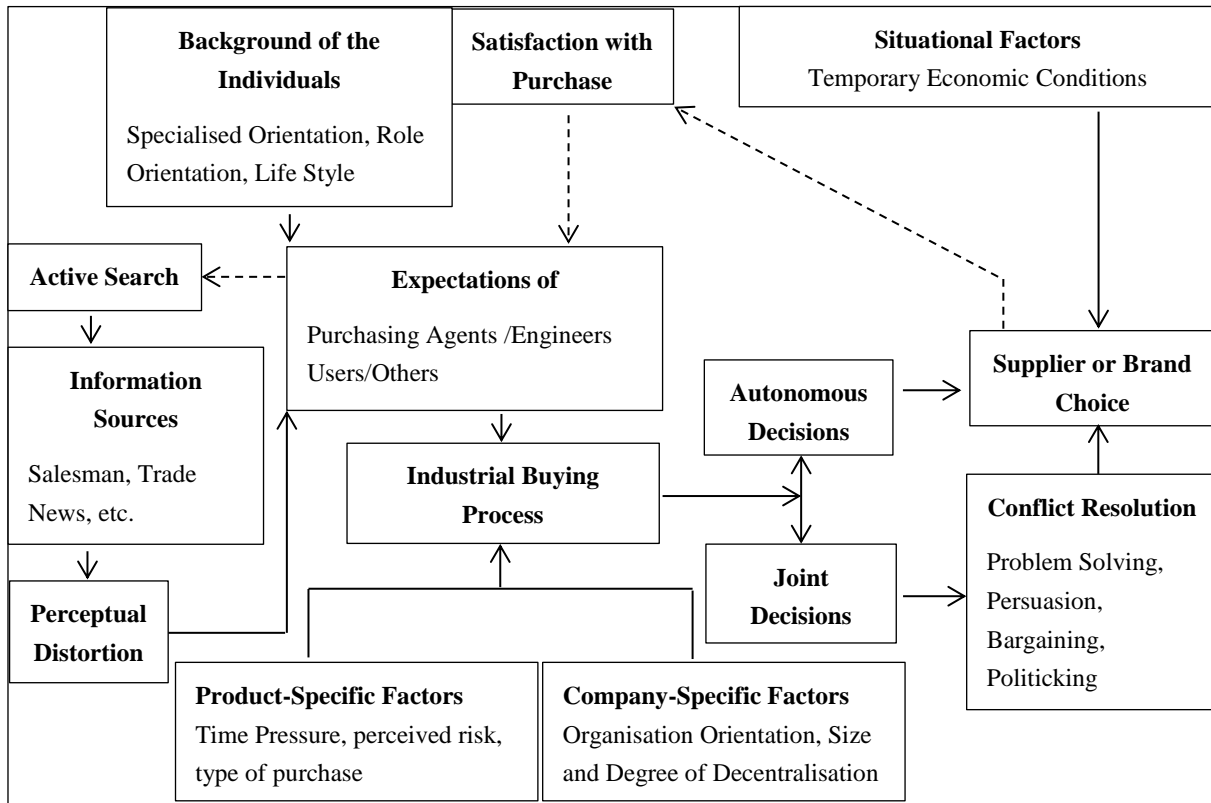 Background of the
Individuals
Specialised Orientation, Role
Orientation, Life Style
Satisfaction with
Purchase
Situational Factors
Temporary Economic Conditions
Active Search
Expectations of
Purchasing Agents /Engineers
Users/Others
Information
Sources
Salesman, Trade
News, etc.
Autonomous
Decisions
Supplier or Brand
Choice
Industrial Buying
Process
Conflict Resolution
Problem Solving,
Persuasion,
Bargaining,
Politicking
Joint
Decisions
Perceptual
Distortion
Product-Specific Factors
Time Pressure, perceived risk,
type of purchase
Company-Specific Factors
Organisation Orientation, Size
and Degree of Decentralisation